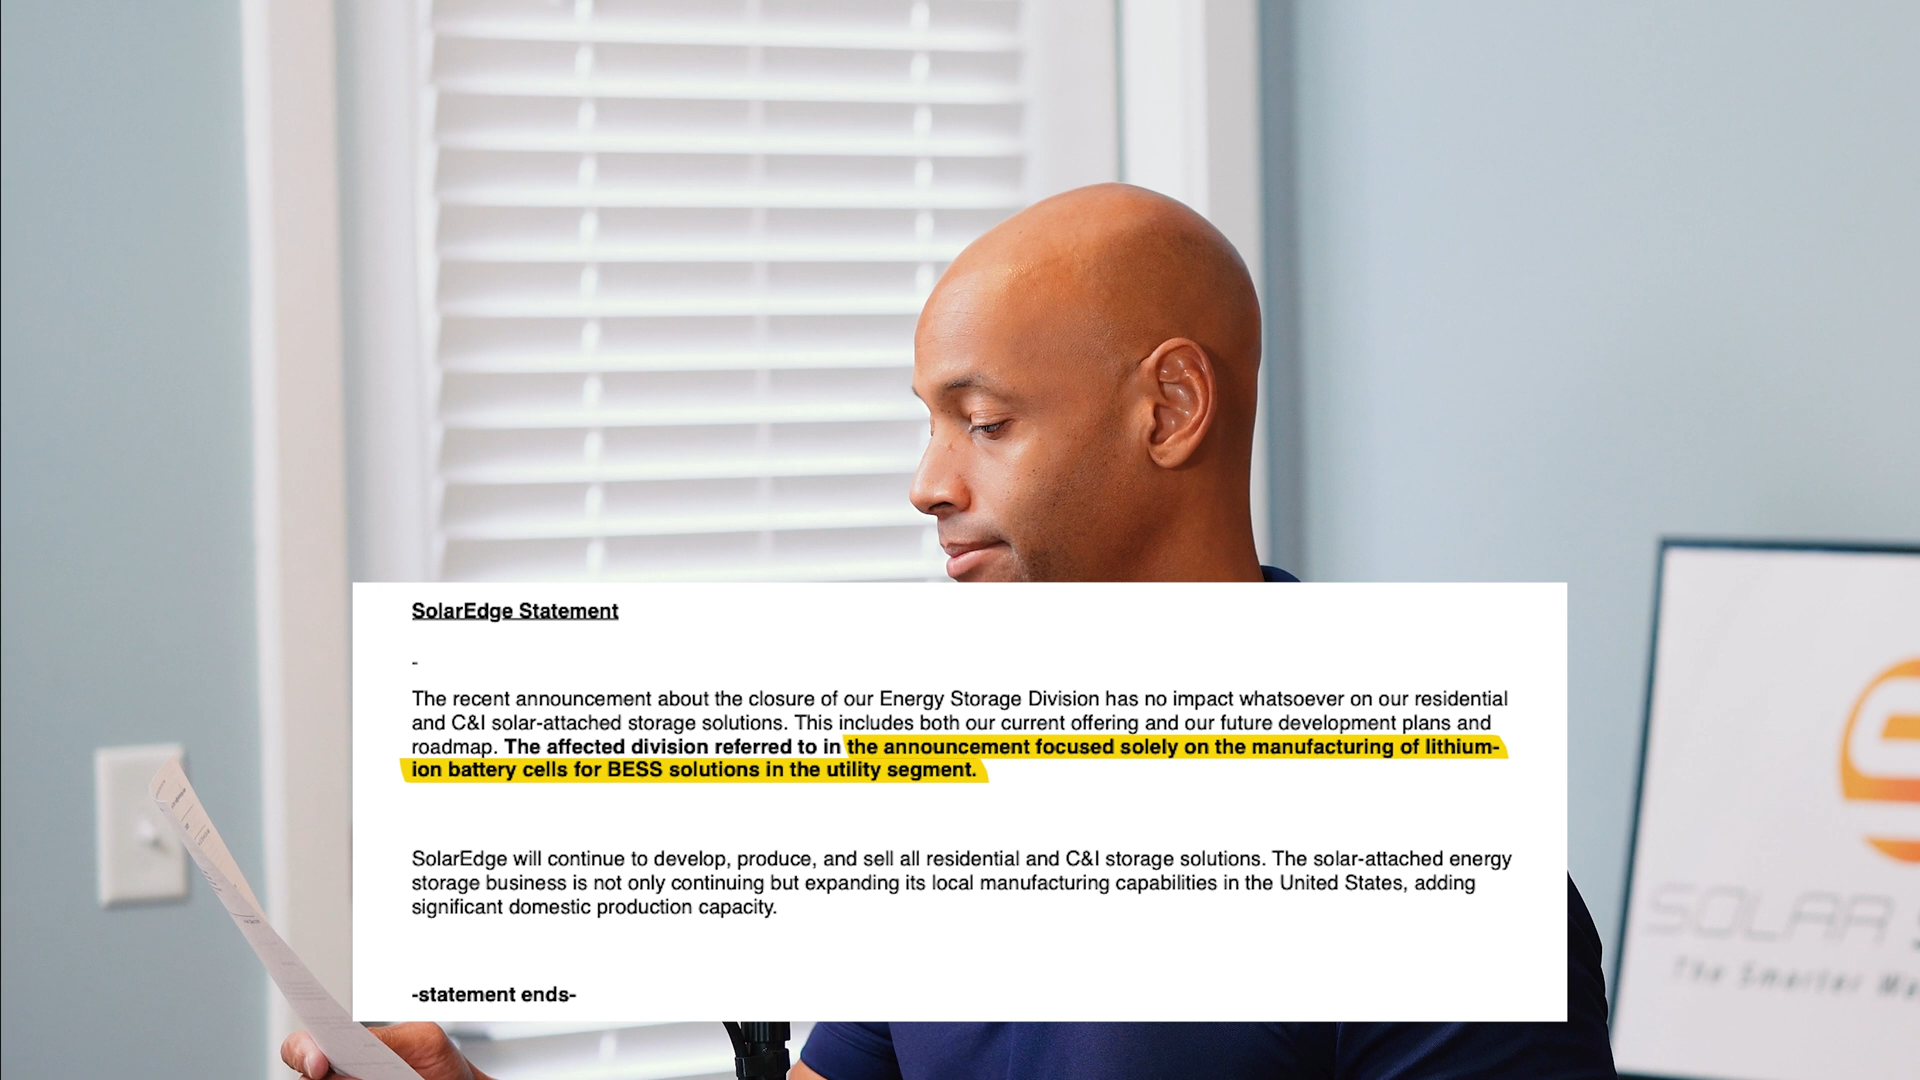 SolarEdge Statement
-
The recent announcement about the closure of our Energy Storage Division has no impact whatsoever on our residential
and C&I solar-attached storage solutions. This includes both our current offering and our future development plans and
roadmap. The affected division referred to in the announcement focused solely on the manufacturing of lithium-
ion battery cells for BESS solutions in the utility segment.
SolarEdge will continue to develop, produce, and sell all residential and C&I storage solutions. The solar-attached energy
storage business is not only continuing but expanding its local manufacturing capabilities in the United States, adding
significant domestic production capacity.
-statement ends-
SOLAR
The Smarter